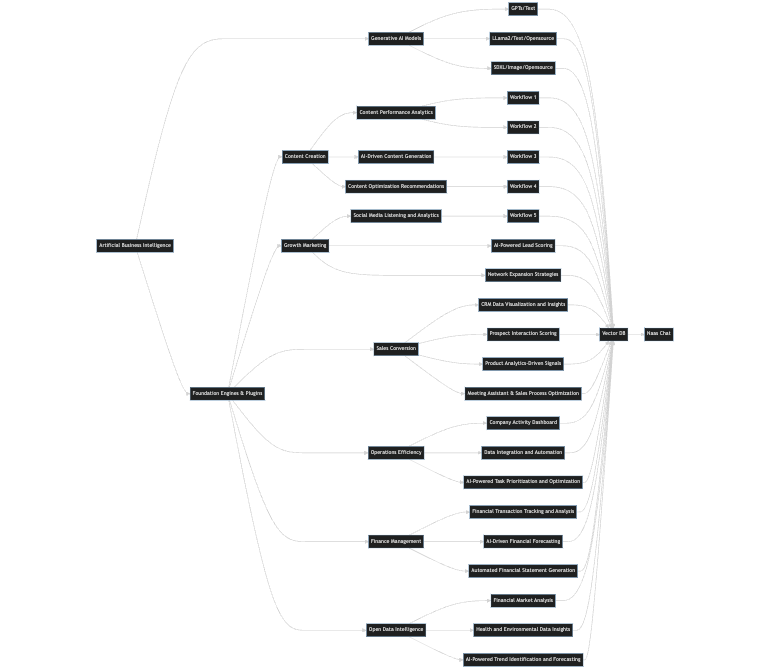 GPTs/Text
Generative AI Models
LLama2/Text/Opensource
SDXL/Image/Opensource
Workflow 1
Content Performance Analytics
Workflow 2
Content Creation
AI-Driven Content Generation
Workflow 3
Content Optimization Recommendations
Workflow 4
Social Media Listening and Analytics
Workflow 5
Artificial Business Intelligence
Growth Marketing
AI-Powered Lead Scoring
Network Expansion Strategies
CRM Data Visualization and Insights
Prospect Interaction Scoring
Vector DB
Naas Chat
Sales Conversion
Product Analytics-Driven Signals
Foundation Engines & Plugins
Meeting Assistant & Sales Process Optimization
Company Activity Dashboard
Operations Efficiency
Data Integration and Automation
AI-Powered Task Prioritization and Optimization
Financial Transaction Tracking and Analysis
Finance Management
AI-Driven Financial Forecasting
Automated Financial Statement Generation
Financial Market Analysis
Open Data Intelligence
Health and Environmental Data Insights
AI-Powered Trend Identification and Forecasting